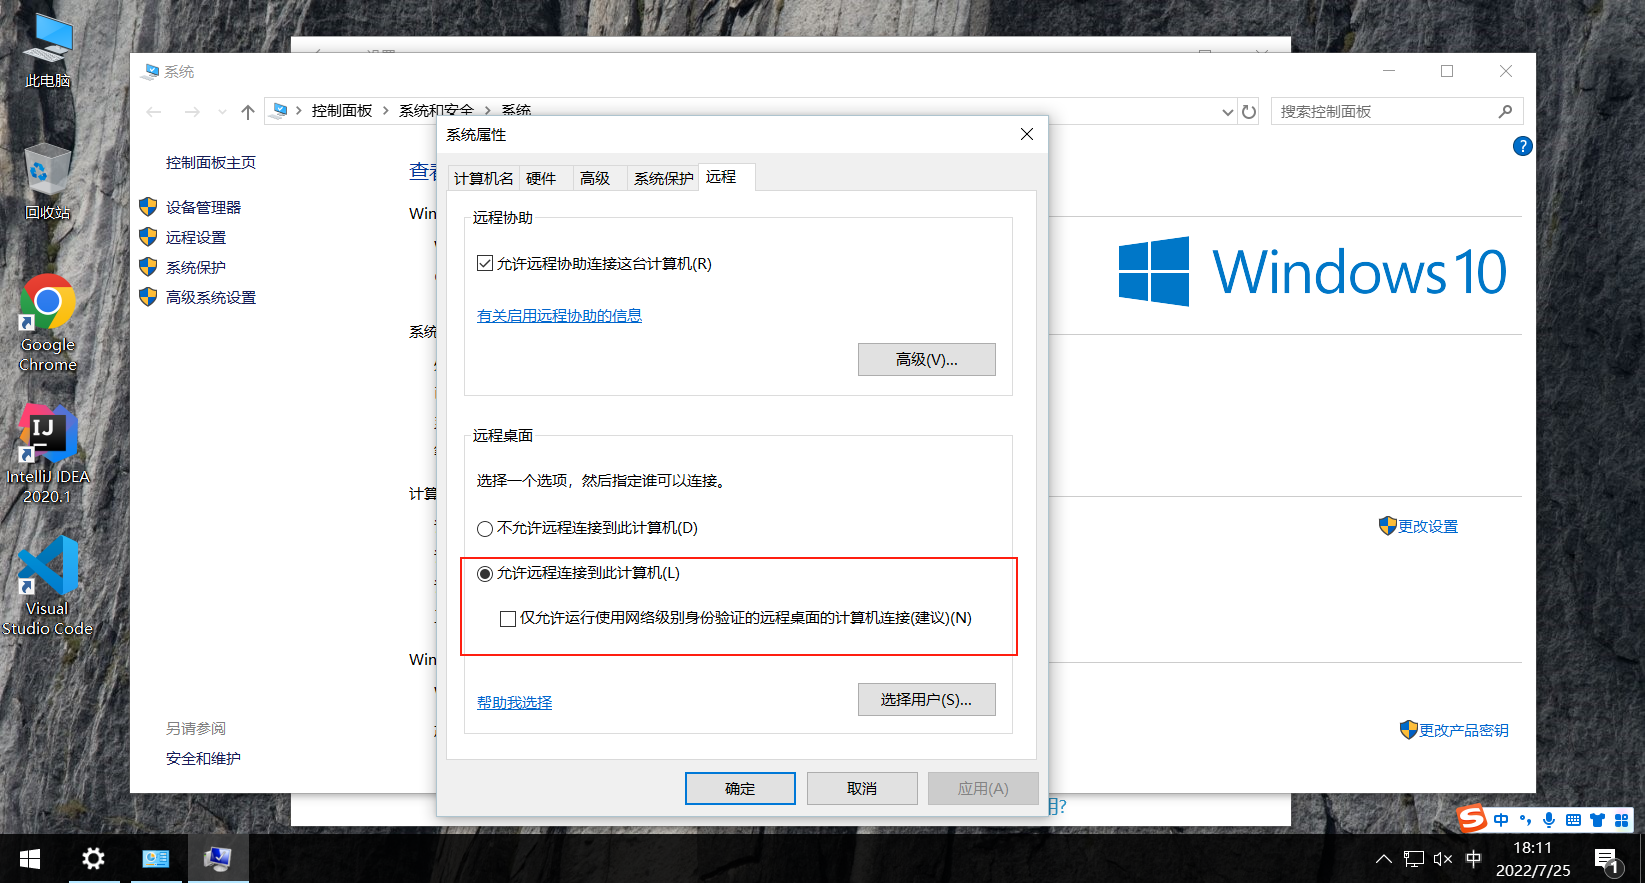 此电脑
回收站
Google
Chrome
IntelliJ IDEA
2020.1
Visual
Studio Code
系统
控制面板
系统和安全
系统
搜索控制面板
控制面板主页
设备管理器
远程设置
系统保护
高级系统设置
另请参阅
安全和维护
Win
系统
计算
Win
系统属性
计算机名
硬件
高级
系统保护
远程
远程协助
允许远程协助连接这台计算机(R)
有关启用远程协助的信息
高级(V)...
远程桌面
选择一个选项，然后指定谁可以连接。
不允许远程连接到此计算机(D)
允许远程连接到此计算机(L)
仅允许运行使用网络级别身份验证的远程桌面的计算机连接(建议)(N)
帮助我选择
选择用户(S)...
确定
取消
应用(A)
Windows 10
更改设置
更改产品密钥
中
中
18:11
2022/7/25
1